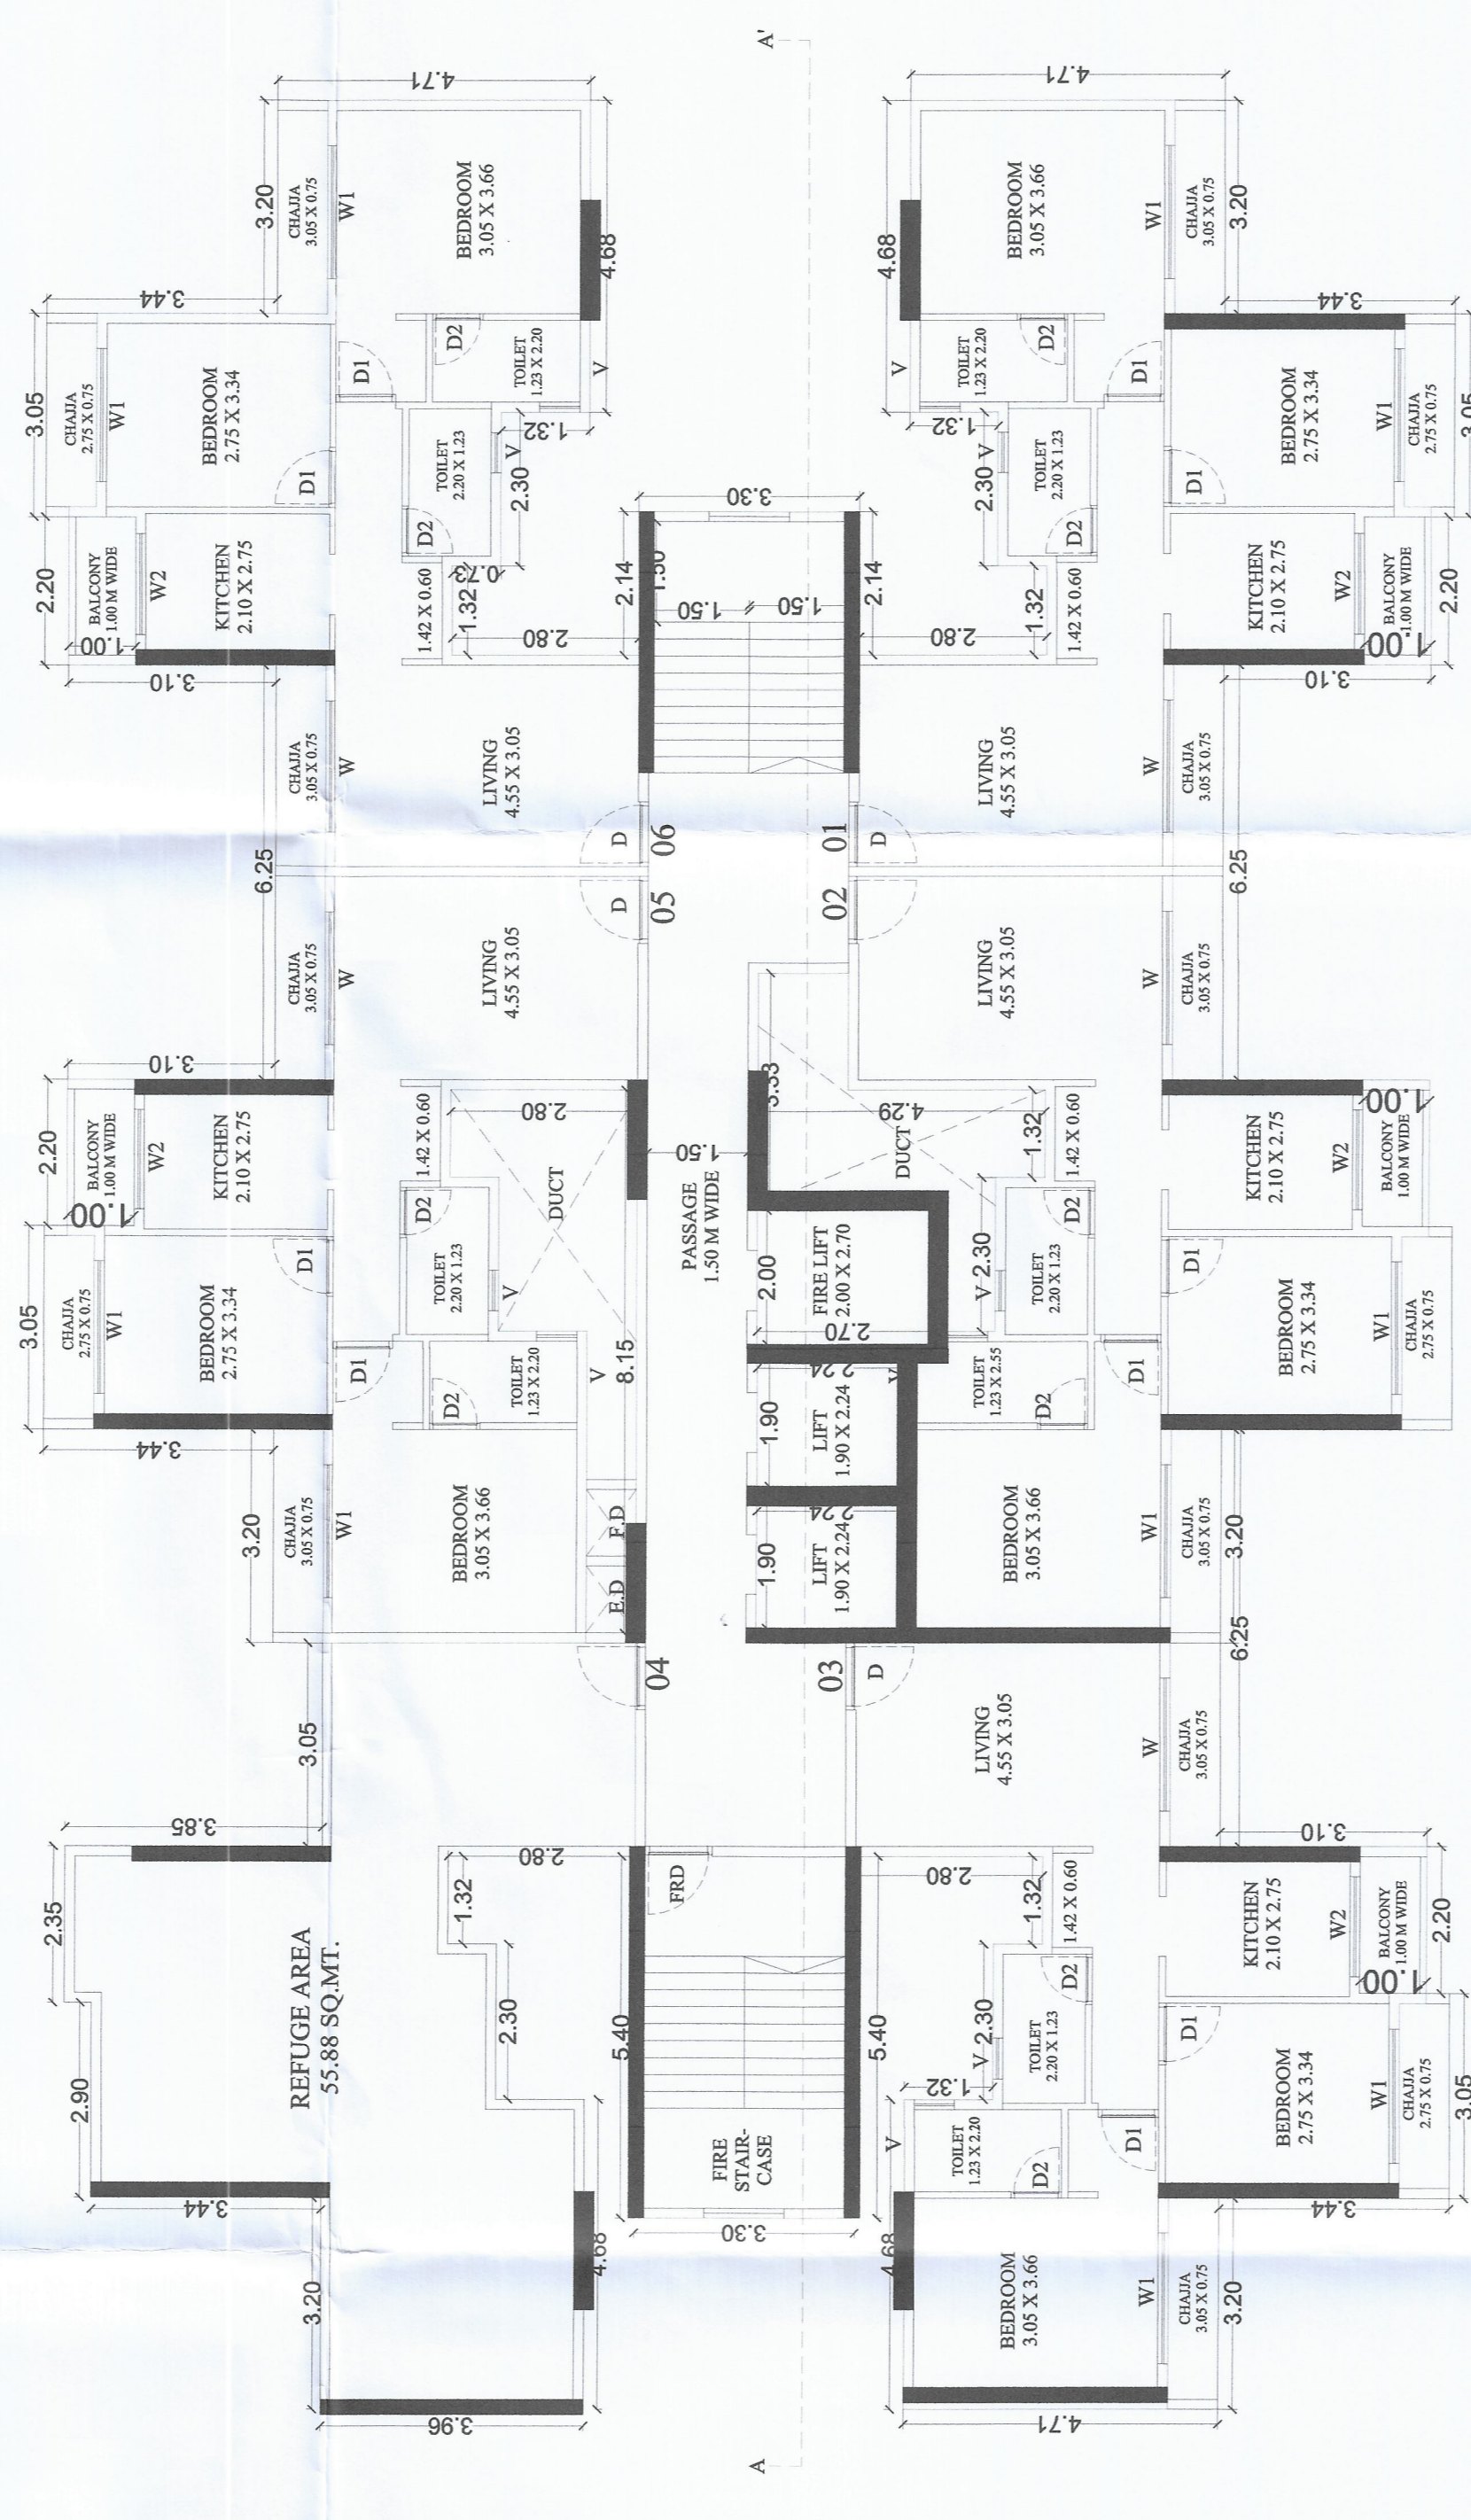 A'
4.71
4.71
3.20
CHAJJA
3.05 X 0.75
W1
BEDROOM
3.05 X 3.66
4.68
4.68
BEDROOM
3.05 X 3.66
W1
CHAJJA
3.05 X 0.75
3.20
3.44
3.44
3.05
CHAJJA
2.75 X 0.75
W1
BEDROOM
2.75 X 3.34
D1
D1
D2
TOILET
1.23 X 2.20
V
V
TOILET
1.23 X 2.20
D2
D1
BEDROOM
2.75 X 3.34
D1
W1
CHAJJA
2.75 X 0.75
3.05
TOILET
2.20 X 1.23
D2
V
1.32
2.30
1.32
2.30
V
TOILET
2.20 X 1.23
D2
3.30
2.20
BALCONY
1.00 M WIDE
W2
KITCHEN
2.10 X 2.75
1.00
1.42 X 0.60
0.73
1.32
2.80
2.14
1.50
1.50
1.50
2.14
2.80
1.32
1.42 X 0.60
KITCHEN
2.10 X 2.75
W2
BALCONY
1.00 M WIDE
1.00
2.20
3.10
3.10
CHAJJA
3.05 X 0.75
W
LIVING
4.55 X 3.05
LIVING
4.55 X 3.05
W
CHAJJA
3.05 X 0.75
D
06
01
D
6.25
6.25
D
05
02
CHAJJA
3.05 X 0.75
W
LIVING
4.55 X 3.05
LIVING
4.55 X 3.05
W
CHAJJA
3.05 X 0.75
3.10
2.20
BALCONY
1.00 M WIDE
W2
KITCHEN
2.10 X 2.75
1.00
1.42 X 0.60
2.80
DUCT
1.50
PASSAGE
1.50 M WIDE
3.33
4.29
DUCT
1.32
1.42 X 0.60
KITCHEN
2.10 X 2.75
W2
BALCONY
1.00 M WIDE
1.00
3.05
CHAJJA
2.75 X 0.75
W1
BEDROOM
2.75 X 3.34
D1
D1
D2
TOILET
2.20 X 1.23
V
D2
TOILET
1.23 X 2.20
V
8.15
2.00
FIRE LIFT
2.00 X 2.70
2.70
2.30
V
TOILET
2.20 X 1.23
D2
TOILET
1.23 X 2.55
D2
D1
D1
BEDROOM
2.75 X 3.34
W1
CHAJJA
2.75 X 0.75
3.44
1.90
LIFT
1.90 X 2.24
2.24
V
3.20
CHAJJA
3.05 X 0.75
W1
BEDROOM
3.05 X 3.66
F.D
E.D
1.90
LIFT
1.90 X 2.24
2.24
BEDROOM
3.05 X 3.66
W1
CHAJJA
3.05 X 0.75
3.20
6.25
04
03
D
3.05
LIVING
4.55 X 3.05
W
CHAJJA
3.05 X 0.75
3.85
3.10
2.35
REFUGE AREA
55.88 SQ.MT.
1.32
2.80
FRD
2.80
1.32
1.42 X 0.60
KITCHEN
2.10 X 2.75
W2
BALCONY
1.00 M WIDE
1.00
2.20
2.90
2.30
5.40
5.40
2.30
V
1.32
TOILET
2.20 X 1.23
D2
D1
BEDROOM
2.75 X 3.34
W1
CHAJJA
2.75 X 0.75
3.05
FIRE
STAIR-
CASE
V
TOILET
1.23 X 2.20
D2
D1
3.44
3.44
3.30
3.20
4.68
4.68
BEDROOM
3.05 X 3.66
W1
CHAJJA
3.05 X 0.75
3.20
3.96
4.71
A